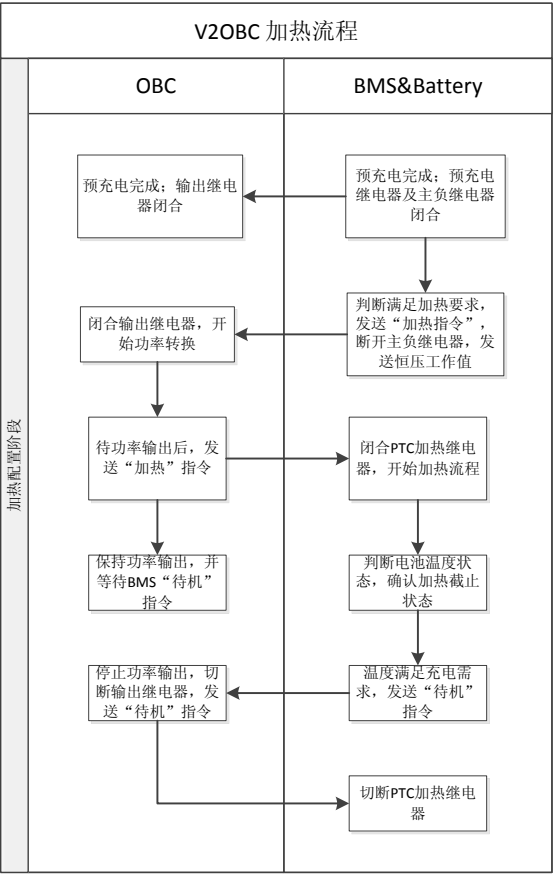 V2OBC 加热流程
OBC
BMS&Battery
加热配置阶段
预充电完成；输出继电
器闭合
预充电完成；预充电
继电器及主负继电器
闭合
闭合输出继电器，开
始功率转换
判断满足加热要求，
发送“加热指令”，
断开主负继电器，发
送恒压工作值
待功率输出后，发
送“加热”指令
闭合PTC加热继电
器，开始加热流程
保持功率输出，并
等待BMS“待机”
指令
判断电池温度状
态，确认加热截止
状态
停止功率输出，切
断输出继电器，发
送“待机”指令
温度满足充电需
求，发送“待机”
指令
切断PTC加热继电
器